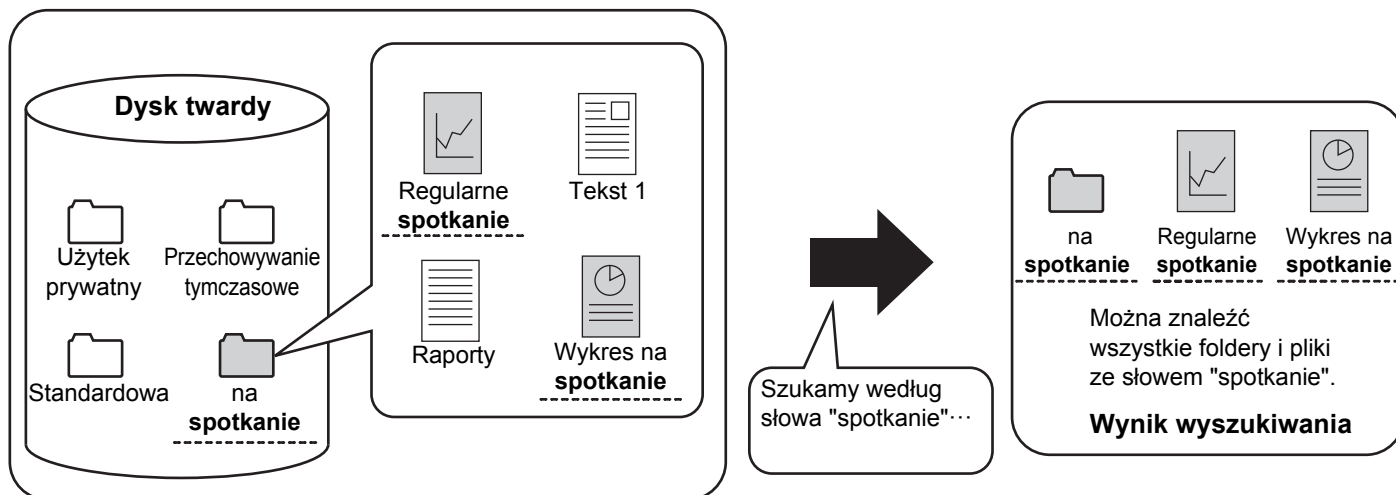 Dysk twardy
Użytek
prywatny
Przechowywanie
tymczasowe
Standardowa
na
spotkanie
Regularne
spotkanie
Tekst 1
Raporty
Wykres na
spotkanie
Szukamy według
słowa "spotkanie"···
na
spotkanie
Regularne
spotkanie
Wykres na
spotkanie
Można znaleźć
wszystkie foldery i pliki
ze słowem "spotkanie".
Wynik wyszukiwania